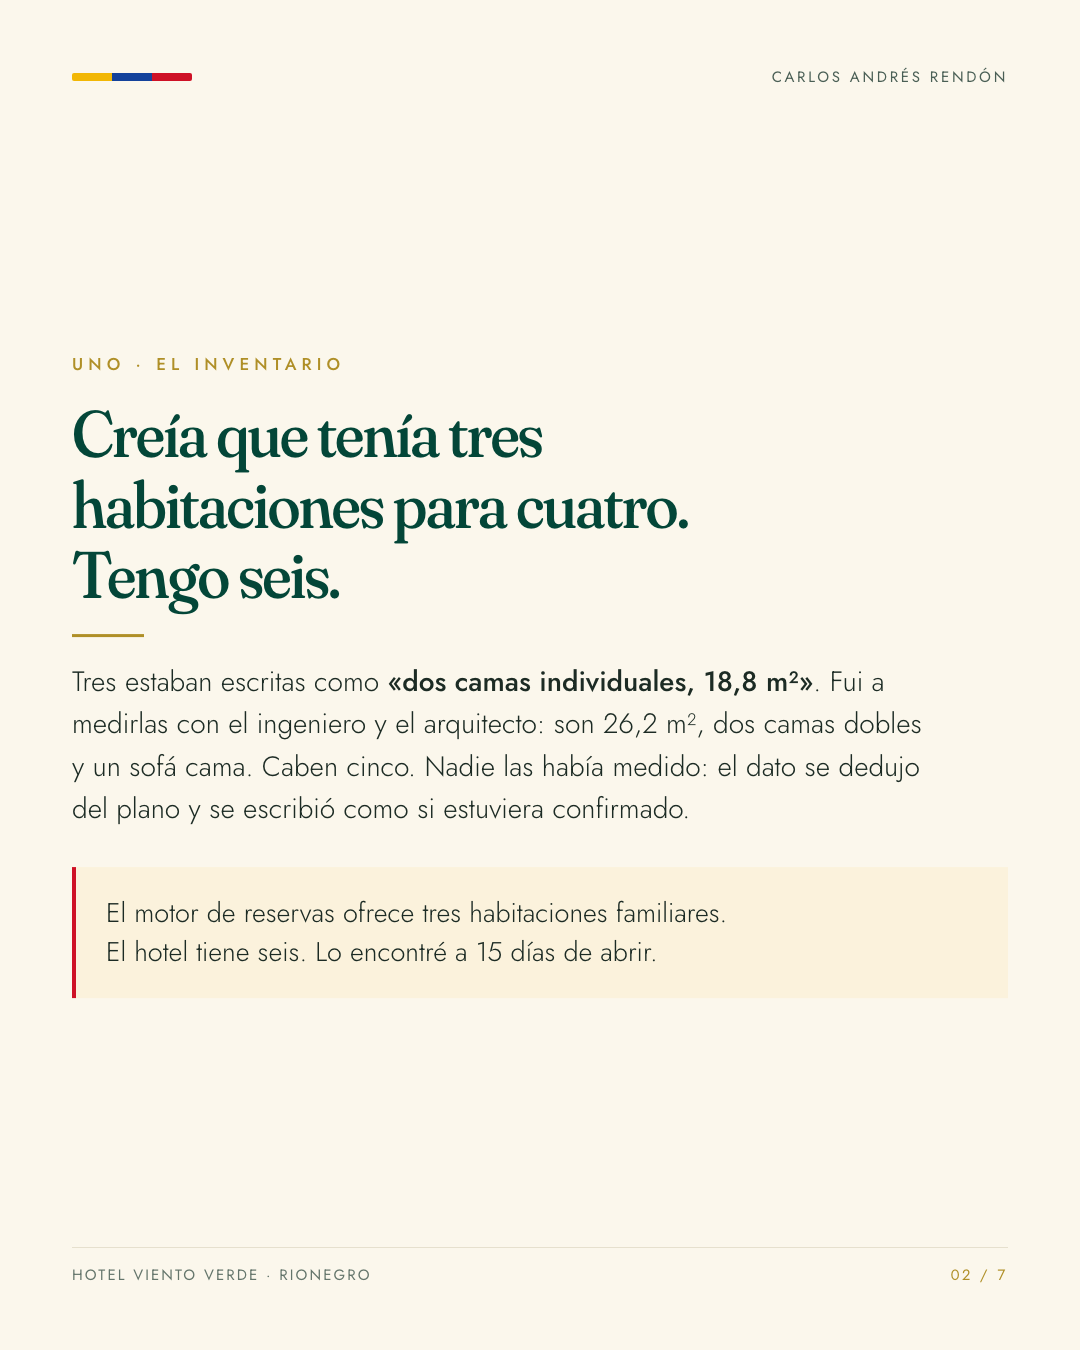 CARLOS ANDRÉS RENDÓN
UNO · EL INVENTARIO
Creía que tenía tres
habitaciones para cuatro.
Tengo seis.
Tres estaban escritas como «dos camas individuales, 18,8 m²». Fui a
medirlas con el ingeniero y el arquitecto: son 26,2 m², dos camas dobles
y un sofá cama. Caben cinco. Nadie las había medido: el dato se dedujo
del plano y se escribió como si estuviera confirmado.
El motor de reservas ofrece tres habitaciones familiares.
El hotel tiene seis. Lo encontré a 15 días de abrir.
HOTEL VIENTO VERDE · RIONEGRO
02 / 7